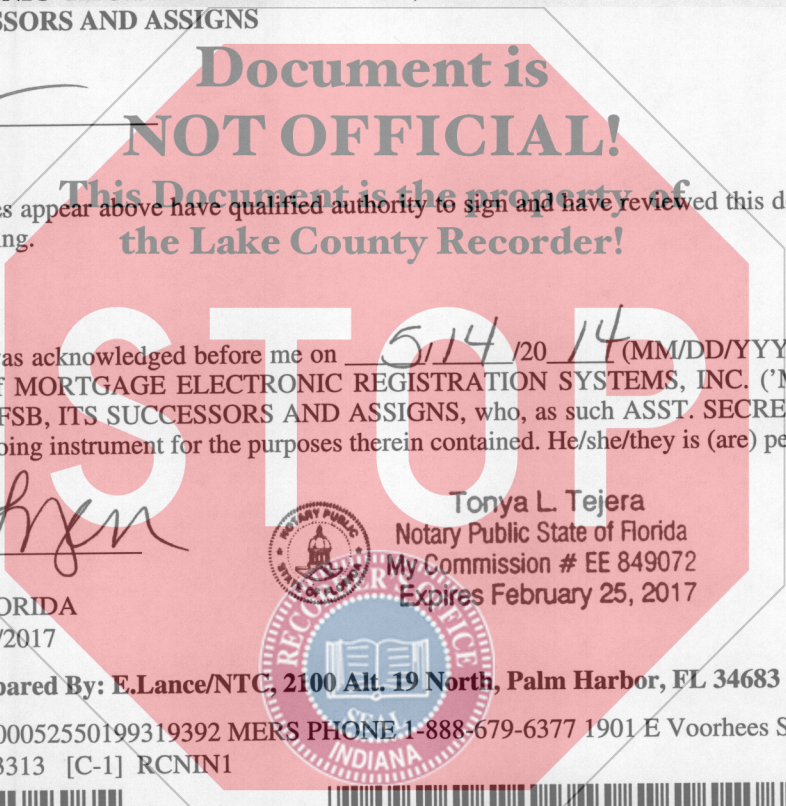 SSORS AND ASSIGNS
Document is
NOT OFFICIAL!
This Document is the property of
es appear above have qualified authority to sign and have reviewed this d
ng.
the Lake County Recorder!
STOP
as acknowledged before me on 5/14/2014 (MM/DD/YYY
MORTGAGE ELECTRONIC REGISTRATION SYSTEMS, INC. ('M
FSB, ITS SUCCESSORS AND ASSIGNS, who, as such ASST. SECRE
oing instrument for the purposes therein contained. He/she/they is (are) pe
Tonya L. Tejera
Notary Public State of Florida
My Commission # EE 849072
Expires February 25, 2017
NOTARY PUBLIC
STATE OF FLORIDA
ORIDA
/2017
RECORDER'S OFFICE
SEAL
INDIANA
pared By: E.Lance/NTC, 2100 Alt. 19 North, Palm Harbor, FL 34683
00052550199319392 MERS PHONE 1-888-679-6377 1901 E Voorhees S
3313 [C-1] RCNIN1